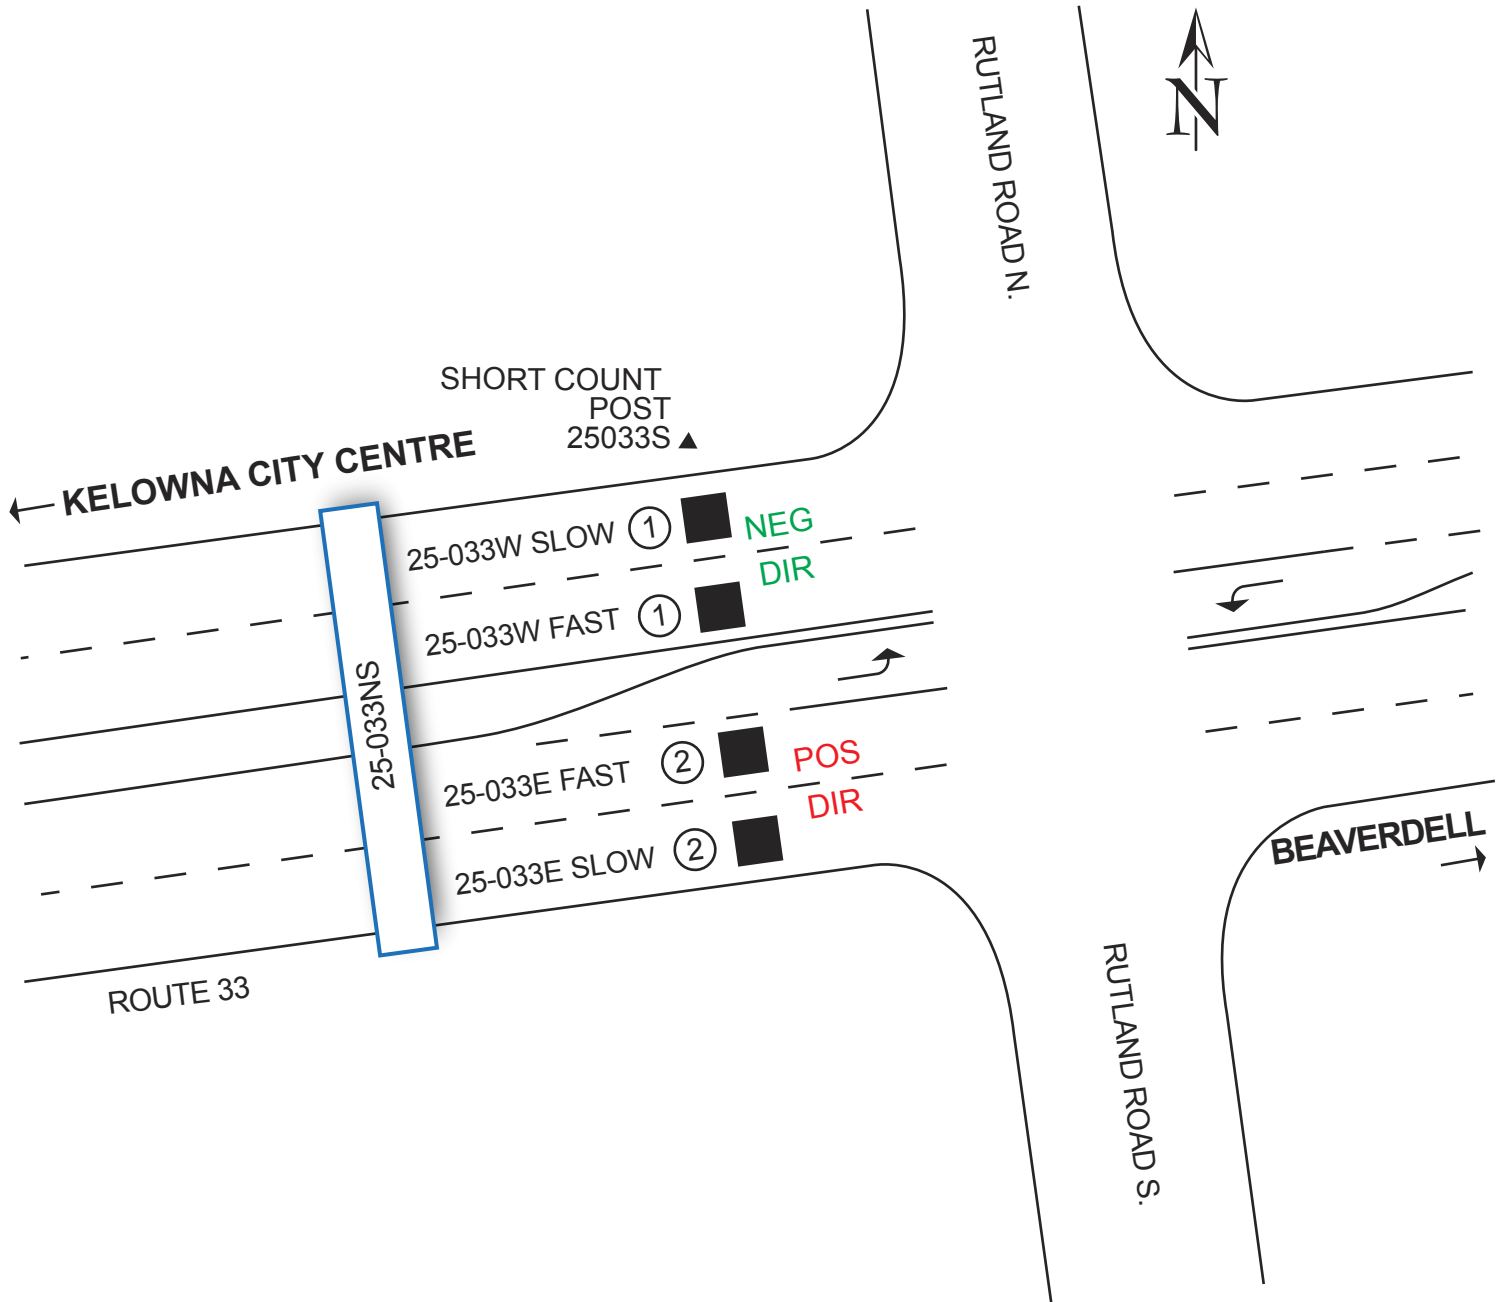 RUTLAND ROAD N.
N
SHORT COUNT
POST
25033S
KELOWNA CITY CENTRE
25-033W SLOW 1
NEG
DIR
25-033W FAST 1
25-033NS
25-033E FAST 2
POS
DIR
25-033E SLOW 2
BEAVERDELL
ROUTE 33
RUTLAND ROAD S.